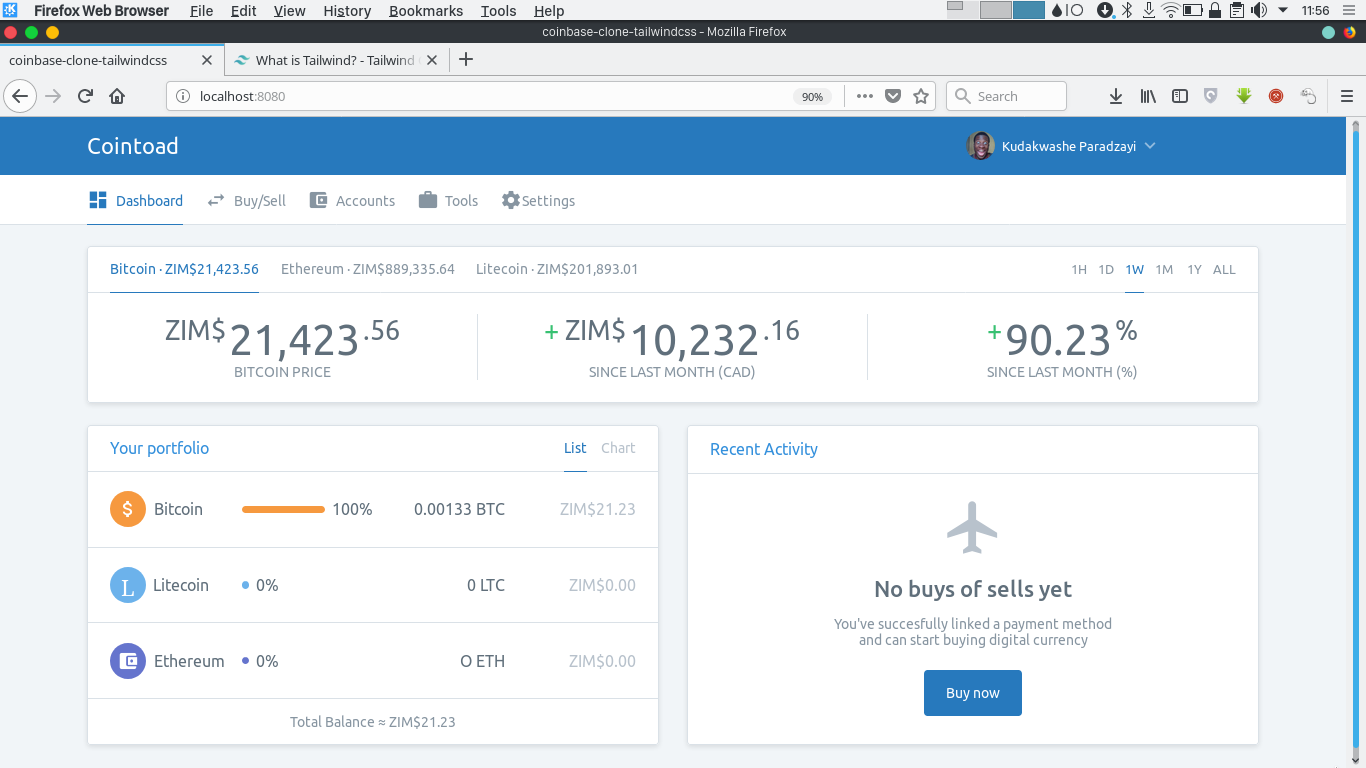 Firefox Web Browser File Edit View History Bookmarks Tools Help 11:56
coinbase-clone-tailwindcss - Mozilla Firefox
coinbase-clone-tailwindcss What is Tailwind? - Tailwind
localhost:8080 90% Search
Cointoad Kudakwashe Paradzayi
Dashboard Buy/Sell Accounts Tools Settings
Bitcoin · ZIM$21,423.56 Ethereum · ZIM$889,335.64 Litecoin · ZIM$201,893.01 1H 1D 1W 1M 1Y ALL
ZIM$21,423.56 + ZIM$10,232.16 +90.23%
BITCOIN PRICE SINCE LAST MONTH (CAD) SINCE LAST MONTH (%)
Your portfolio List Chart
$ Bitcoin 100% 0.00133 BTC ZIM$21.23
L Litecoin 0% 0 LTC ZIM$0.00
Ethereum 0% O ETH ZIM$0.00
Total Balance ≈ ZIM$21.23
Recent Activity
No buys of sells yet
You've succesfully linked a payment method
and can start buying digital currency
Buy now